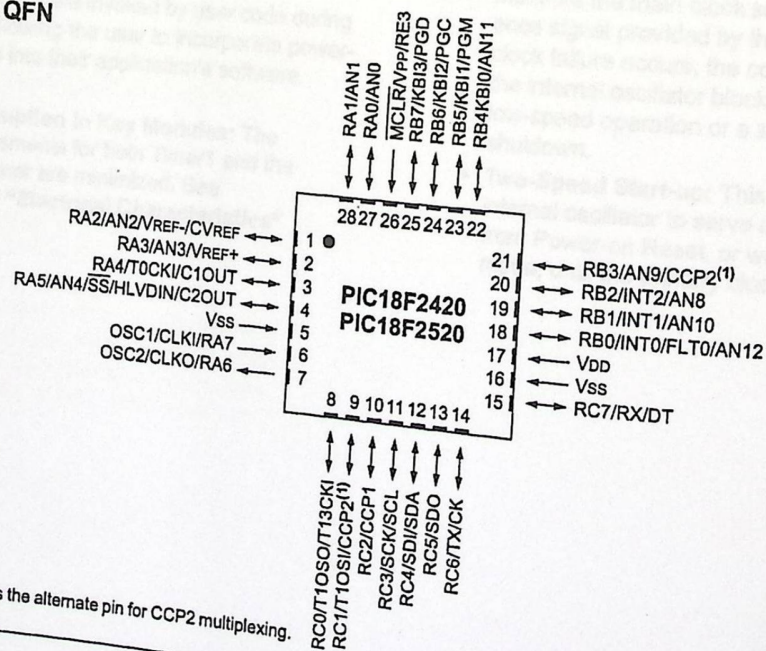 QFN
RA1/AN1
RA0/AN0
MCLR/VPP/RE3
RB7/KBI3/PGD
RB6/KBI2/PGC
RB5/KBI1/PGM
RB4KBI0/AN11
28 27 26 25 24 23 22
RA2/AN2/VREF-/CVREF
RA3/AN3/VREF+
RA4/T0CKI/C1OUT
RA5/AN4/SS/HLVDIN/C2OUT
VSS
OSC1/CLKI/RA7
OSC2/CLKO/RA6
1
2
3
4
5
6
7
PIC18F2420
PIC18F2520
21
20
19
18
17
16
15
RB3/AN9/CCP2(1)
RB2/INT2/AN8
RB1/INT1/AN10
RB0/INT0/FLT0/AN12
VDD
VSS
RC7/RX/DT
8 9 10 11 12 13 14
RC0/T1OSO/T13CKI
RC1/T1OSI/CCP2(1)
RC2/CCP1
RC3/SCK/SCL
RC4/SDI/SDA
RC5/SDO
RC6/TX/CK
the alternate pin for CCP2 multiplexing.